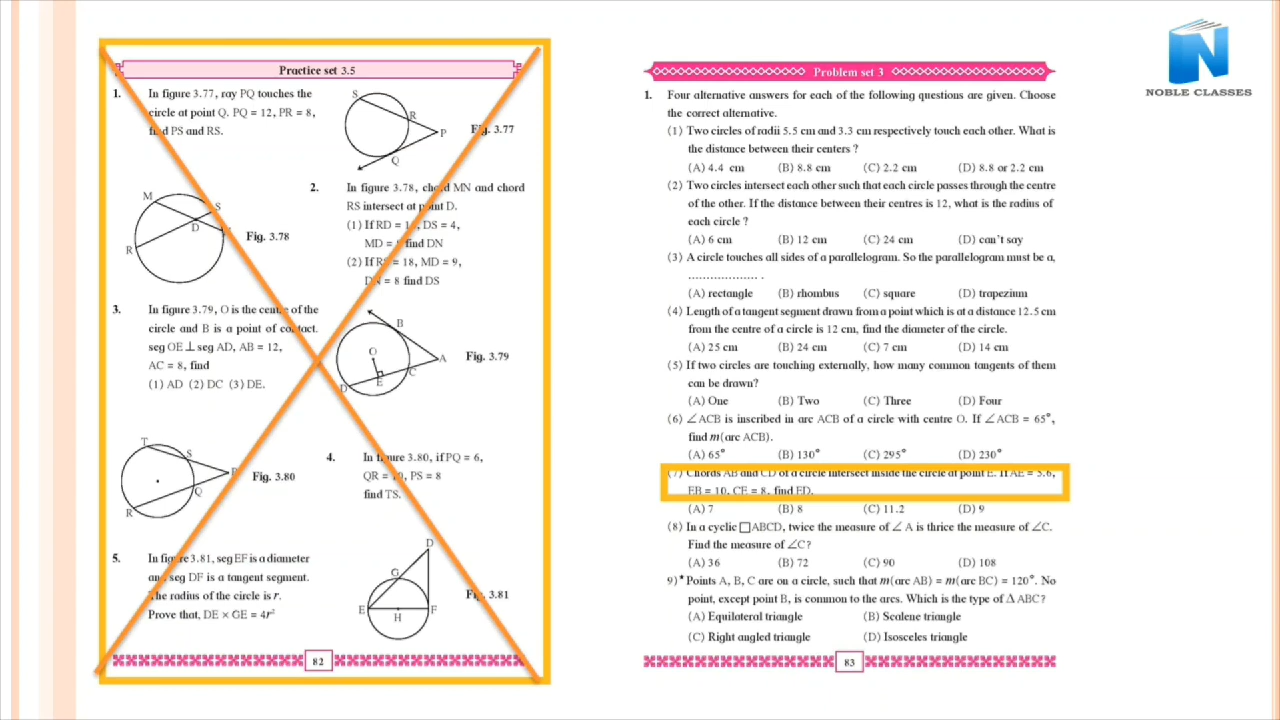 Practice set 3.5
1. In figure 3.77, ray PQ touches the
circle at point Q. PQ = 12, PR = 8,
find PS and RS.
S
R
P
Q
Fig. 3.77
2. In figure 3.78, chord MN and chord
RS intersect at point D.
(1) If RD = DS = 4,
MD = find DN
(2) If RS = 18, MD = 9,
DN = 8 find DS
M
S
D
R
Fig. 3.78
3. In figure 3.79, O is the centre of the
circle and B is a point of contact.
seg OE ⊥ seg AD, AB = 12,
AC = 8, find
(1) AD (2) DC (3) DE.
B
O
A
C
D
E
Fig. 3.79
T
S
P
Q
R
Fig. 3.80
4. In figure 3.80, if PQ = 6,
QR = 10, PS = 8
find TS.
5. In figure 3.81, seg EF is a diameter
and seg DF is a tangent segment.
The radius of the circle is r.
Prove that, DE × GE = 4r²
D
G
E
H
F
Fig. 3.81
82
Problem set 3
1. Four alternative answers for each of the following questions are given. Choose
the correct alternative.
(1) Two circles of radii 5.5 cm and 3.3 cm respectively touch each other. What is
the distance between their centers ?
(A) 4.4 cm (B) 8.8 cm (C) 2.2 cm (D) 8.8 or 2.2 cm
(2) Two circles intersect each other such that each circle passes through the centre
of the other. If the distance between their centres is 12, what is the radius of
each circle ?
(A) 6 cm (B) 12 cm (C) 24 cm (D) can't say
(3) A circle touches all sides of a parallelogram. So the parallelogram must be a,
................... .
(A) rectangle (B) rhombus (C) square (D) trapezium
(4) Length of a tangent segment drawn from a point which is at a distance 12.5 cm
from the centre of a circle is 12 cm, find the diameter of the circle.
(A) 25 cm (B) 24 cm (C) 7 cm (D) 14 cm
(5) If two circles are touching externally, how many common tangents of them
can be drawn?
(A) One (B) Two (C) Three (D) Four
(6) ∠ACB is inscribed in arc ACB of a circle with centre O. If ∠ACB = 65°,
find m(arc ACB).
(A) 65° (B) 130° (C) 295° (D) 230°
(7) Chords AB and CD of a circle intersect inside the circle at point E. If AE = 5.6,
EB = 10, CE = 8, find ED.
(A) 7 (B) 8 (C) 11.2 (D) 9
(8) In a cyclic □ABCD, twice the measure of ∠A is thrice the measure of ∠C.
Find the measure of ∠C?
(A) 36 (B) 72 (C) 90 (D) 108
9)★ Points A, B, C are on a circle, such that m(arc AB) = m(arc BC) = 120°. No
point, except point B, is common to the arcs. Which is the type of Δ ABC?
(A) Equilateral triangle (B) Scalene triangle
(C) Right angled triangle (D) Isosceles triangle
83
N
NOBLE CLASSES